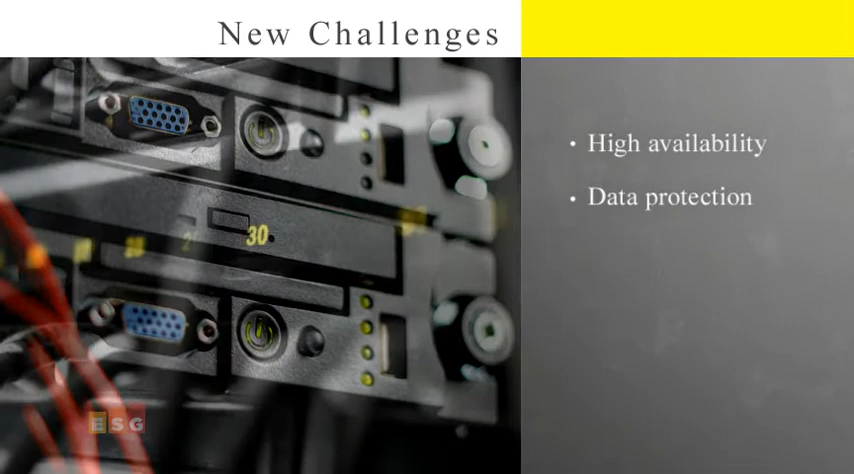 New Challenges
• High availability
• Data protection
30
ESG